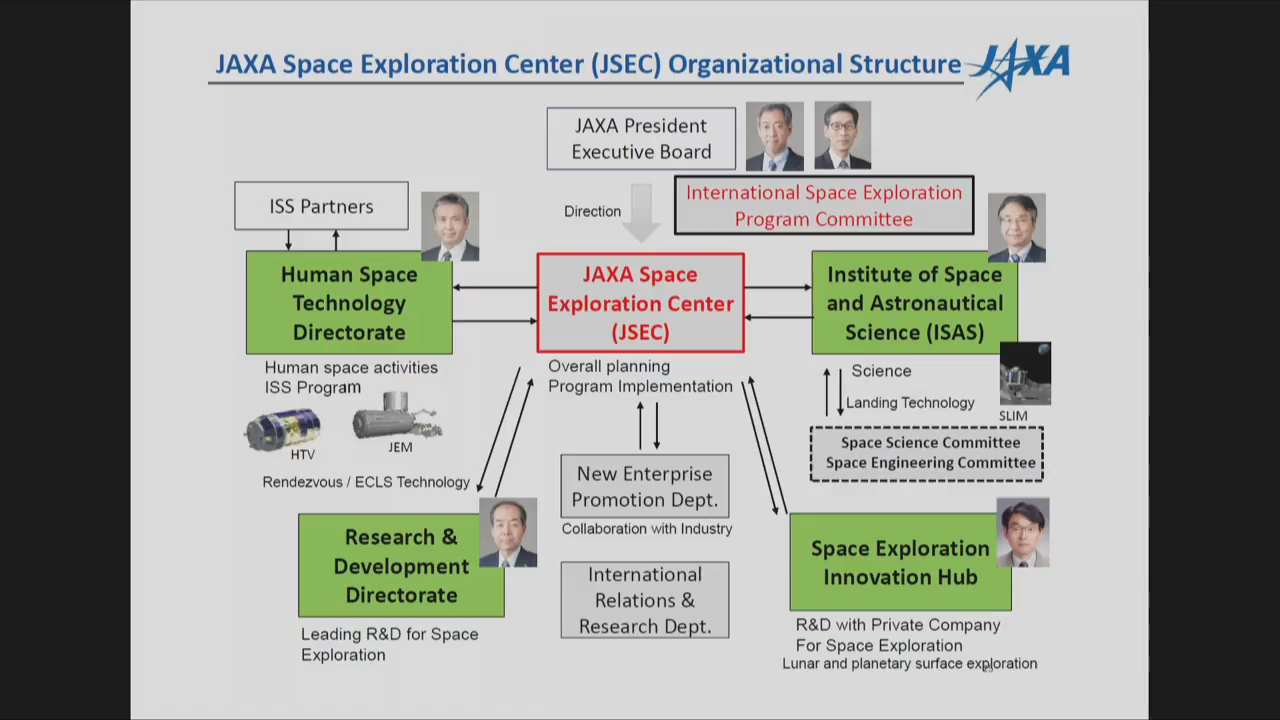 JAXA Space Exploration Center (JSEC) Organizational Structure
JAXA
JAXA President
Executive Board
ISS Partners
Direction
International Space Exploration
Program Committee
Human Space
Technology
Directorate
JAXA Space
Exploration Center
(JSEC)
Institute of Space
and Astronautical
Science (ISAS)
Human space activities
ISS Program
HTV
JEM
Rendezvous / ECLS Technology
Overall planning
Program Implementation
Science
Landing Technology
SLIM
Space Science Committee
Space Engineering Committee
New Enterprise
Promotion Dept.
Collaboration with Industry
Research &
Development
Directorate
Leading R&D for Space
Exploration
International
Relations &
Research Dept.
Space Exploration
Innovation Hub
R&D with Private Company
For Space Exploration
Lunar and planetary surface exploration